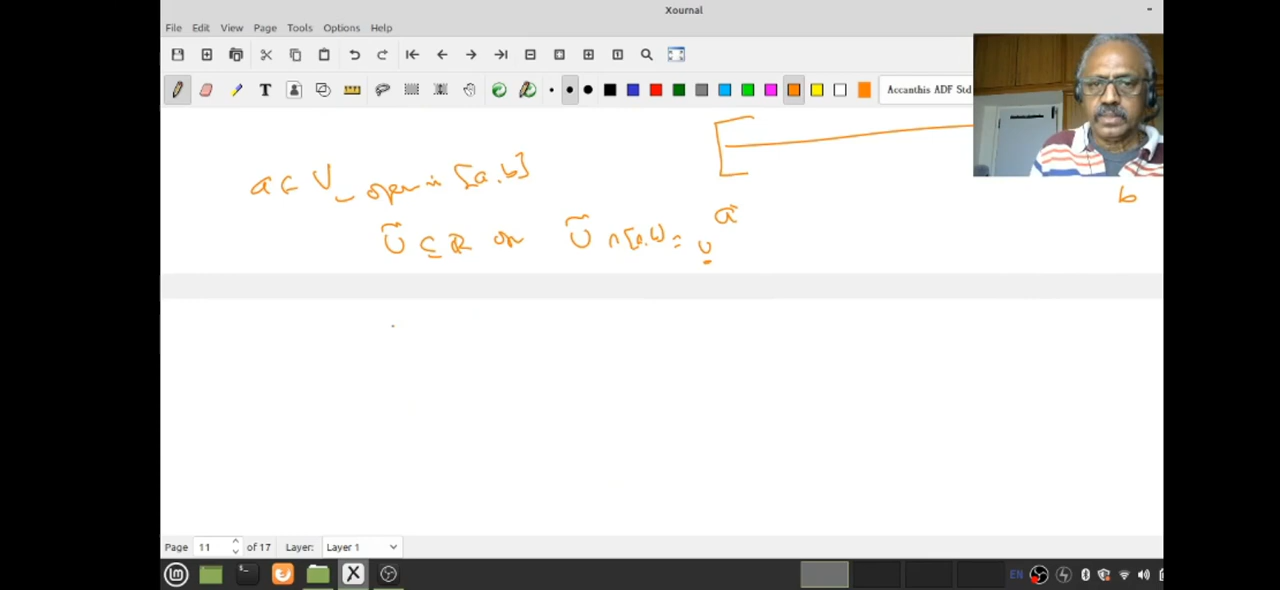 Xournal
File Edit View Page Tools Options Help
Accanthis ADF Std
a ∈ U open in [a, b]
Ũ ⊆ ℝ Ũ ∩ [a, b] = U
a
b
Page 11 of 17 Layer: Layer 1
EN